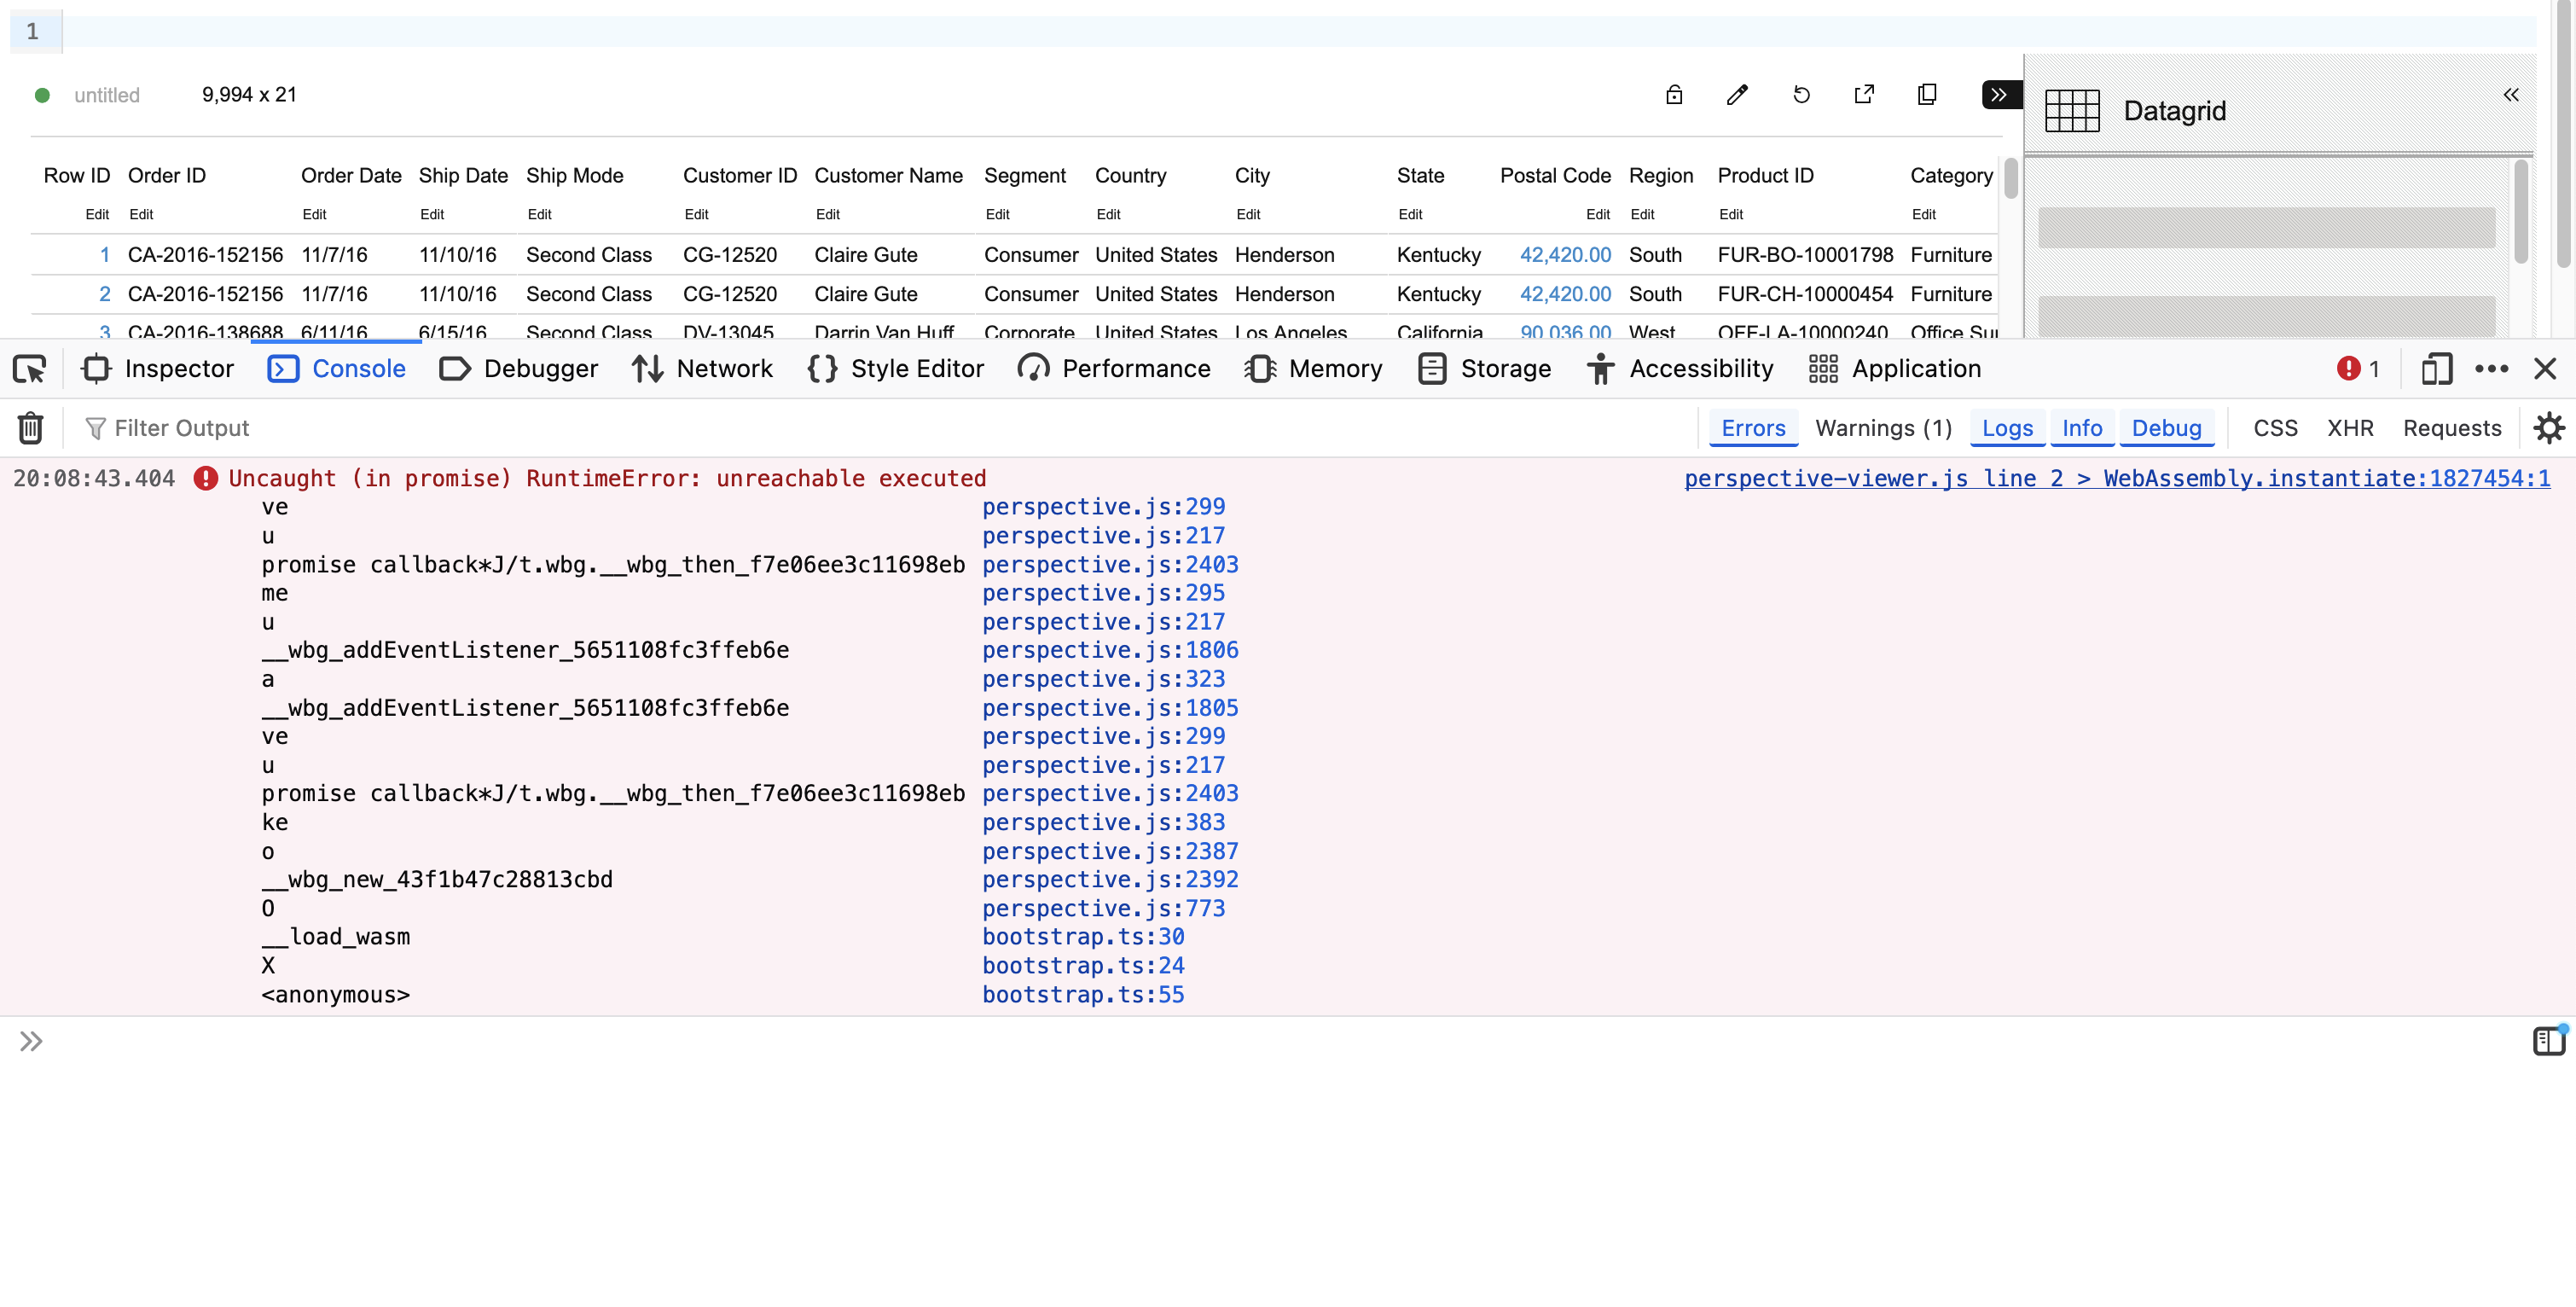 1
untitled 9,994 x 21
Datagrid
Row ID Order ID Order Date Ship Date Ship Mode Customer ID Customer Name Segment Country City State Postal Code Region Product ID Category
Edit Edit Edit Edit Edit Edit Edit Edit Edit Edit Edit Edit Edit Edit Edit
1 CA-2016-152156 11/7/16 11/10/16 Second Class CG-12520 Claire Gute Consumer United States Henderson Kentucky 42,420.00 South FUR-BO-10001798 Furniture
2 CA-2016-152156 11/7/16 11/10/16 Second Class CG-12520 Claire Gute Consumer United States Henderson Kentucky 42,420.00 South FUR-CH-10000454 Furniture
3 CA-2016-138688 6/11/16 6/15/16 Second Class DV-13045 Darrin Van Huff Corporate United States Los Angeles California 90,036.00 West OFF-LA-10000240 Office Su
Inspector Console Debugger Network Style Editor Performance Memory Storage Accessibility Application 1
Filter Output Errors Warnings (1) Logs Info Debug CSS XHR Requests
20:08:43.404 Uncaught (in promise) RuntimeError: unreachable executed perspective-viewer.js line 2 > WebAssembly.instantiate:1827454:1
ve perspective.js:299
u perspective.js:217
promise callback*J/t.wbg.__wbg_then_f7e06ee3c11698eb perspective.js:2403
me perspective.js:295
u perspective.js:217
__wbg_addEventListener_5651108fc3ffeb6e perspective.js:1806
a perspective.js:323
__wbg_addEventListener_5651108fc3ffeb6e perspective.js:1805
ve perspective.js:299
u perspective.js:217
promise callback*J/t.wbg.__wbg_then_f7e06ee3c11698eb perspective.js:2403
ke perspective.js:383
o perspective.js:2387
__wbg_new_43f1b47c28813cbd perspective.js:2392
O perspective.js:773
__load_wasm bootstrap.ts:30
X bootstrap.ts:24
<anonymous> bootstrap.ts:55